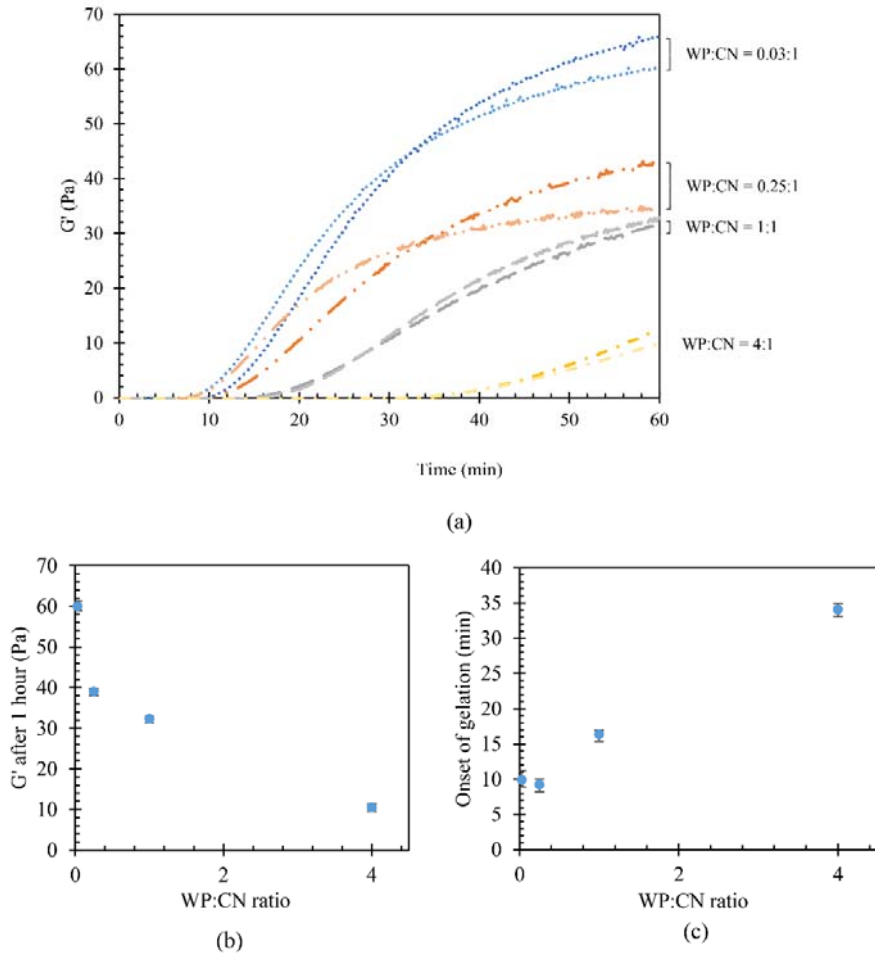 70
60
50
40
30
20
10
0
G' (Pa)
0 10 20 30 40 50 60
Time (min)
WP:CN = 0.03:1
WP:CN = 0.25:1
WP:CN = 1:1
WP:CN = 4:1
(a)
70
60
50
40
30
20
10
0
G' after 1 hour (Pa)
0 2 4
WP:CN ratio
(b)
40
35
30
25
20
15
10
5
0
Onset of gelation (min)
0 2 4
WP:CN ratio
(c)